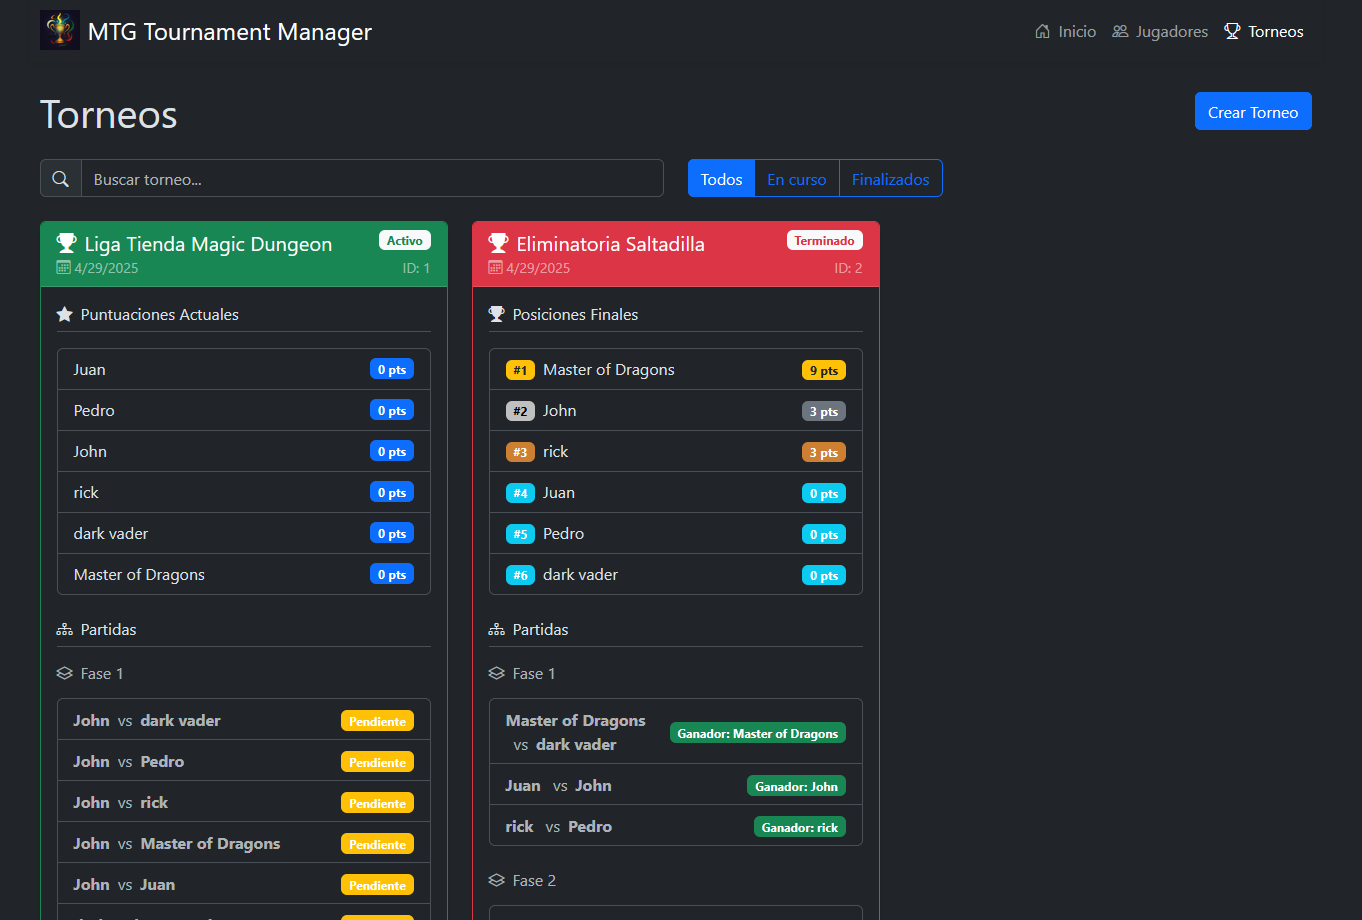 MTG Tournament Manager
Inicio
Jugadores
Torneos
Torneos
Crear Torneo
Buscar torneo...
Todos
En curso
Finalizados
Liga Tienda Magic Dungeon
Activo
4/29/2025
ID: 1
Puntuaciones Actuales
Juan 0 pts
Pedro 0 pts
John 0 pts
rick 0 pts
dark vader 0 pts
Master of Dragons 0 pts
Partidas
Fase 1
John vs dark vader Pendiente
John vs Pedro Pendiente
John vs rick Pendiente
John vs Master of Dragons Pendiente
John vs Juan Pendiente
Eliminatoria Saltadilla
Terminado
4/29/2025
ID: 2
Posiciones Finales
#1 Master of Dragons 9 pts
#2 John 3 pts
#3 rick 3 pts
#4 Juan 0 pts
#5 Pedro 0 pts
#6 dark vader 0 pts
Partidas
Fase 1
Master of Dragons
vs dark vader
Ganador: Master of Dragons
Juan vs John Ganador: John
rick vs Pedro Ganador: rick
Fase 2